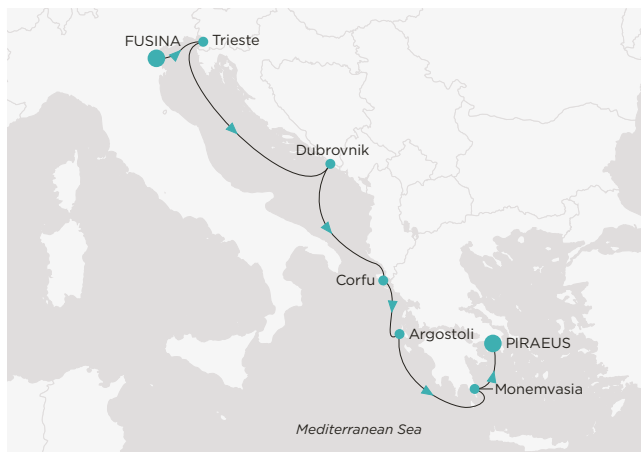 FUSINA
Trieste
Dubrovnik
Corfu
Argostoli
PIRAEUS
Monemvasia
Mediterranean Sea